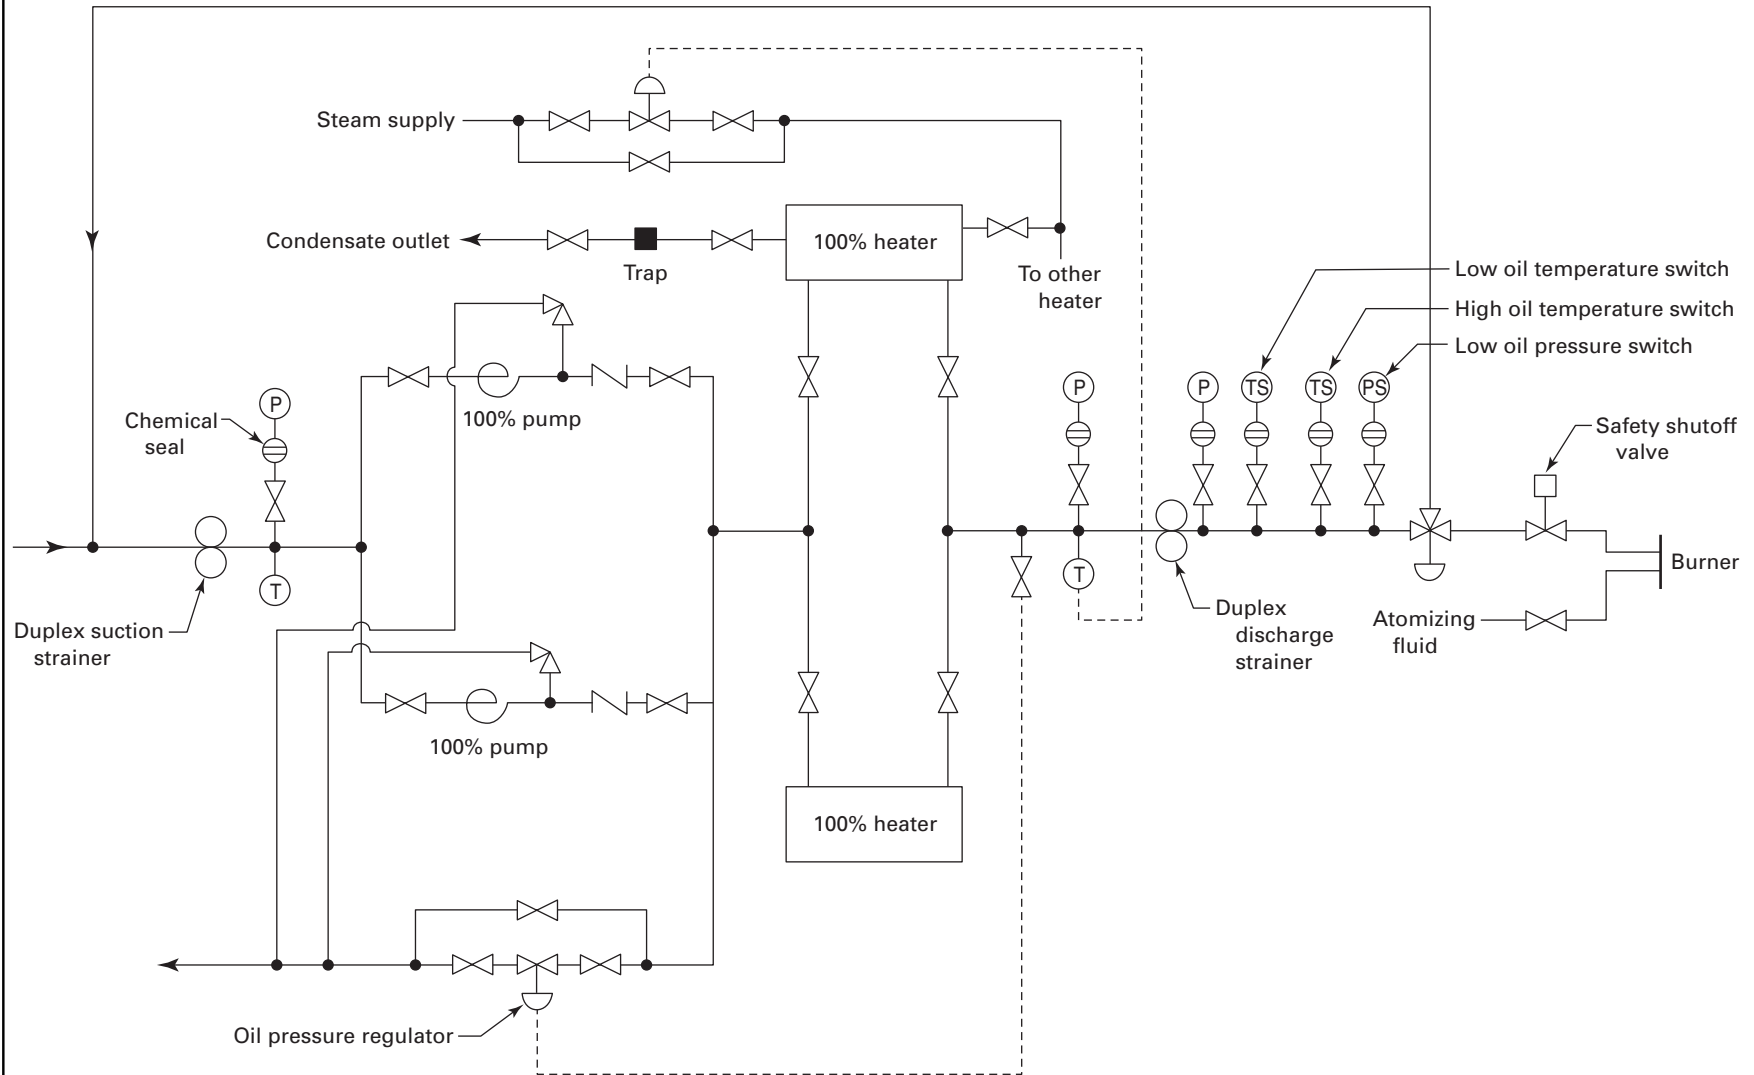 Steam supply
Condensate outlet
Trap
100% heater
To other
heater
Low oil temperature switch
High oil temperature switch
Low oil pressure switch
P
P
P
TS
TS
PS
Chemical
seal
100% pump
Safety shutoff
valve
Burner
T
T
Duplex suction
strainer
Duplex
discharge
strainer
Atomizing
fluid
100% pump
100% heater
Oil pressure regulator